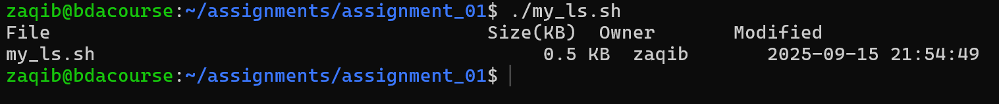 zaqib@bdacourse:~/assignments/assignment_01$ ./my_ls.sh
File                                       Size(KB)  Owner       Modified
my_ls.sh                                        0.5 KB  zaqib       2025-09-15 21:54:49
zaqib@bdacourse:~/assignments/assignment_01$